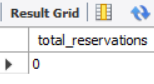 Result Grid
total_reservations
0